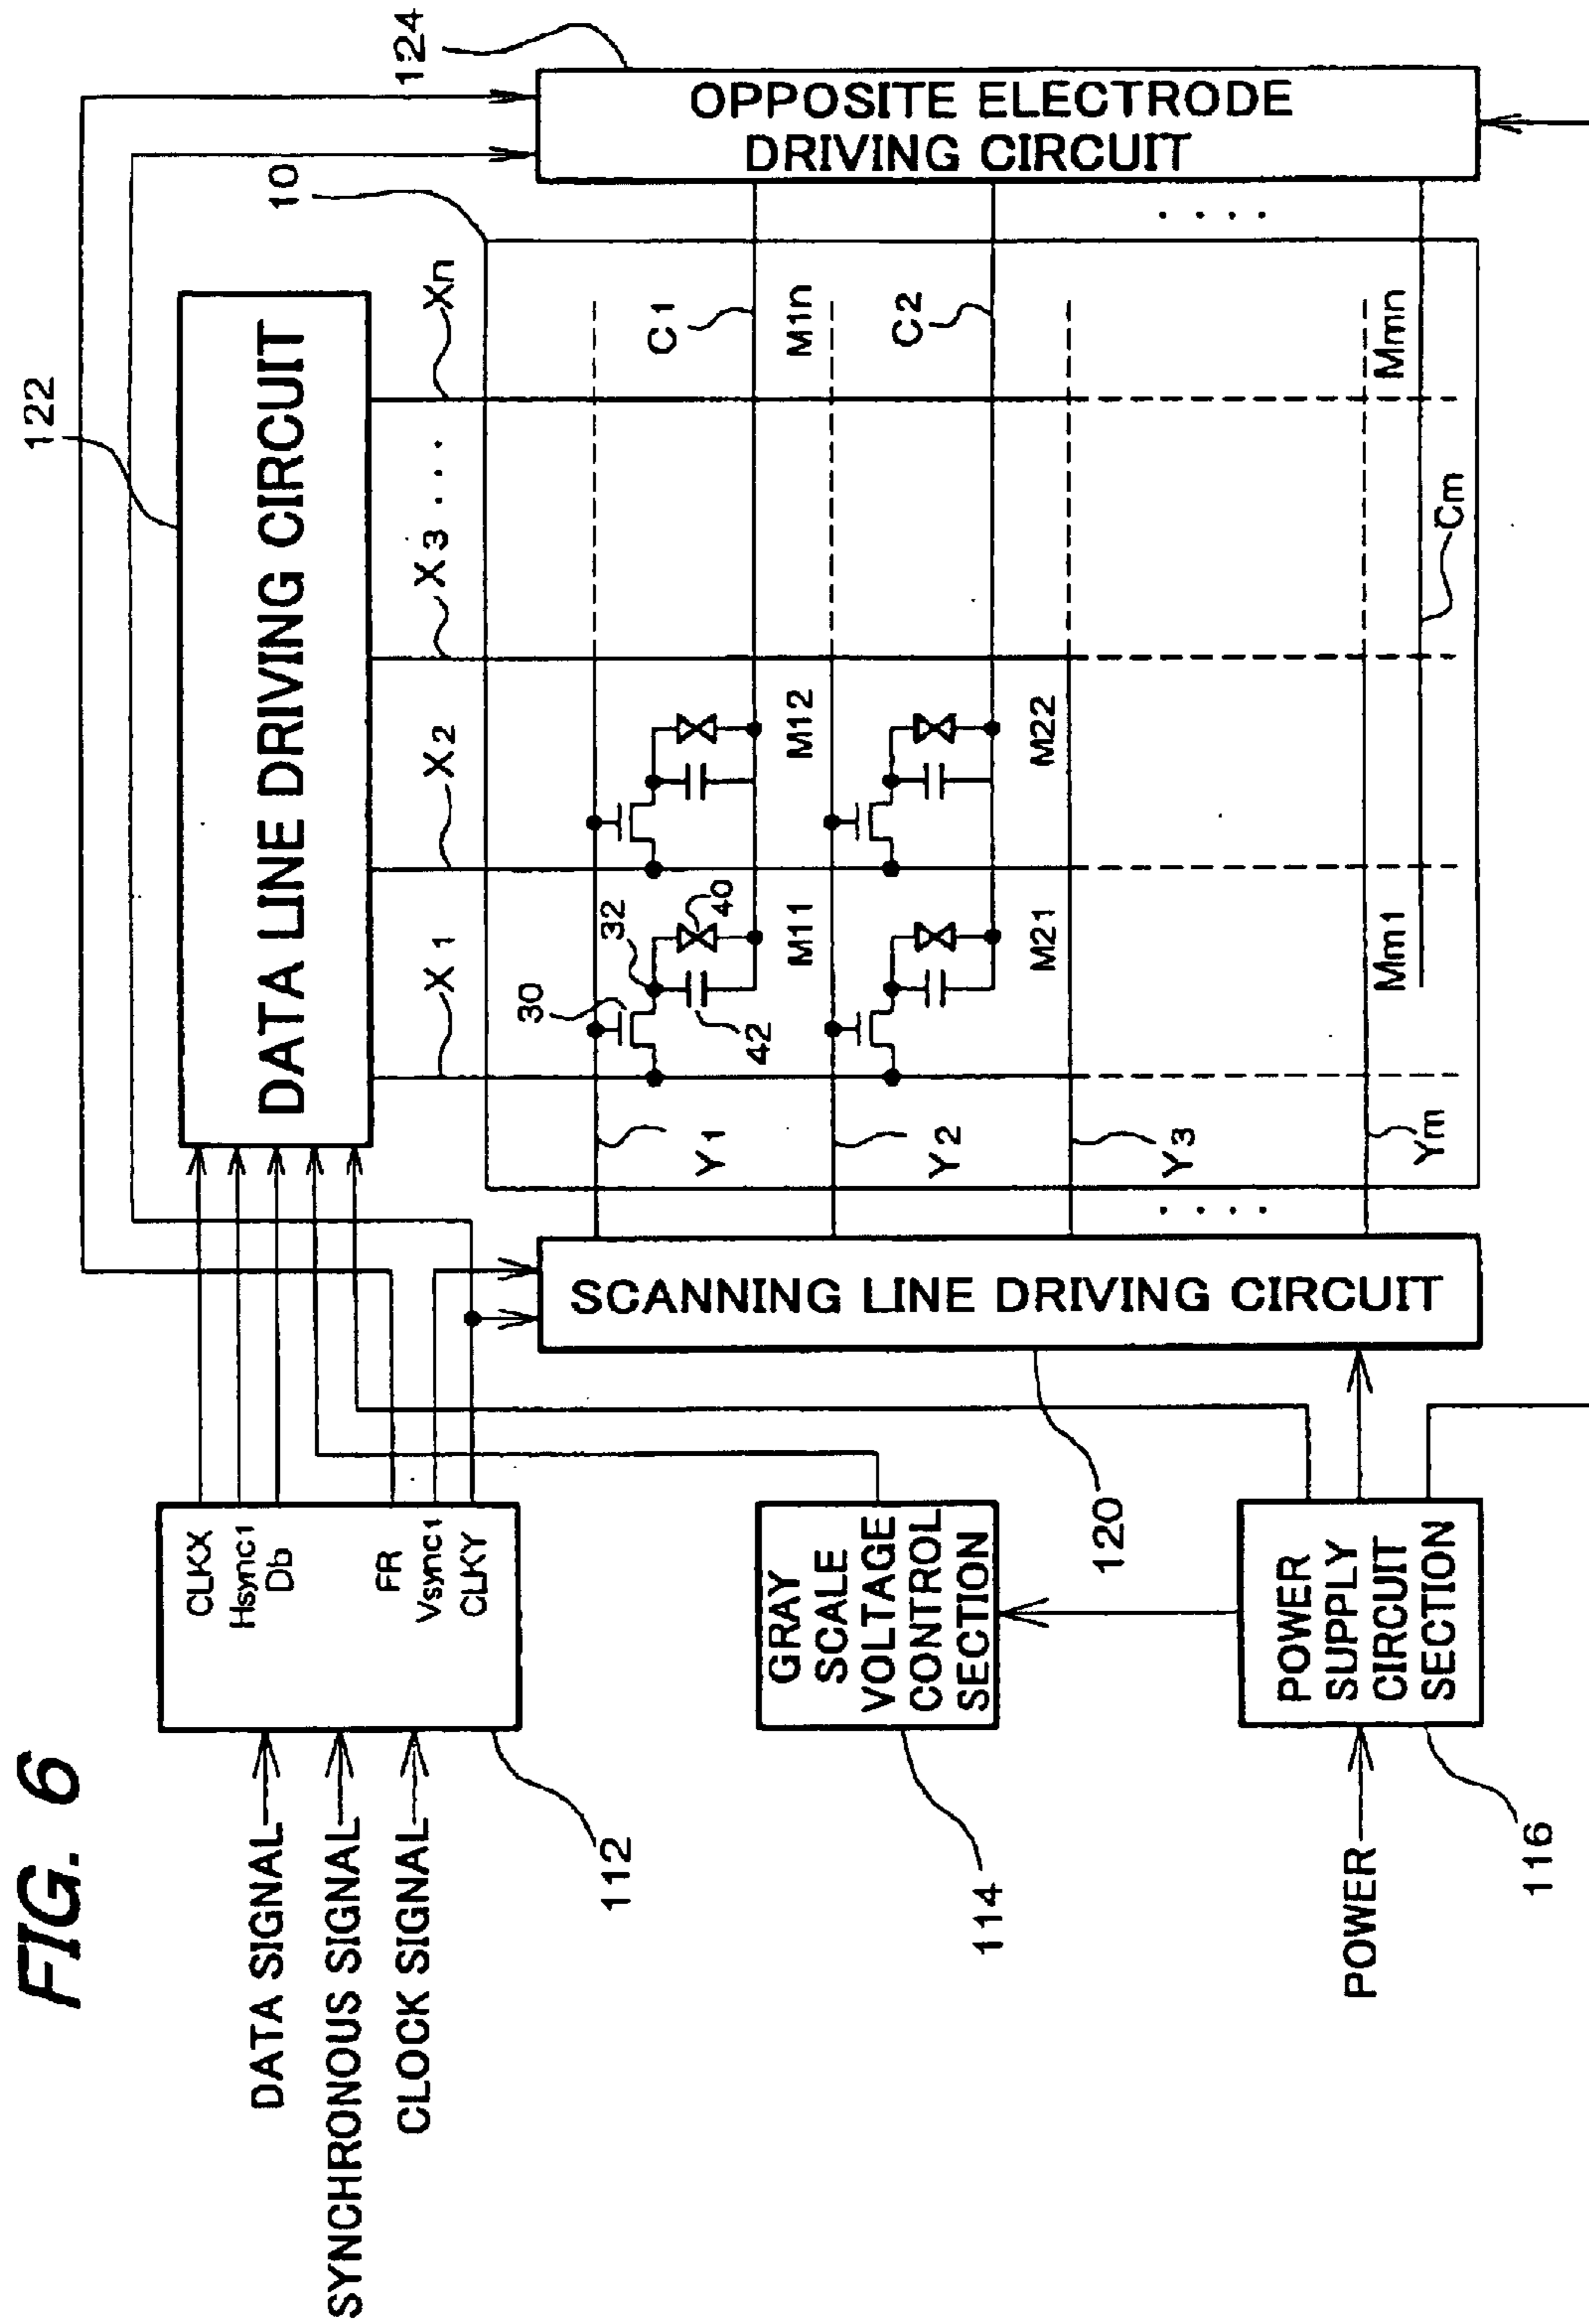 FIG. 6
DATA SIGNAL
SYNCHRONOUS SIGNAL
CLOCK SIGNAL
112
CLKX
Hsync1
Db
FR
Vsync1
CLKY
GRAY
SCALE
VOLTAGE
CONTROL
SECTION
114
POWER
POWER
SUPPLY
CIRCUIT
SECTION
116
122
DATA LINE DRIVING CIRCUIT
SCANNING LINE DRIVING CIRCUIT
120
124
OPPOSITE ELECTRODE
DRIVING CIRCUIT
10
X1
X2
X3 ····
Xn
Y1
30
32
40
42
C1
M11
M12
M1n
Y2
C2
M21
M22
Y3
····
····
Ym
Mm1
Mmn
Cm